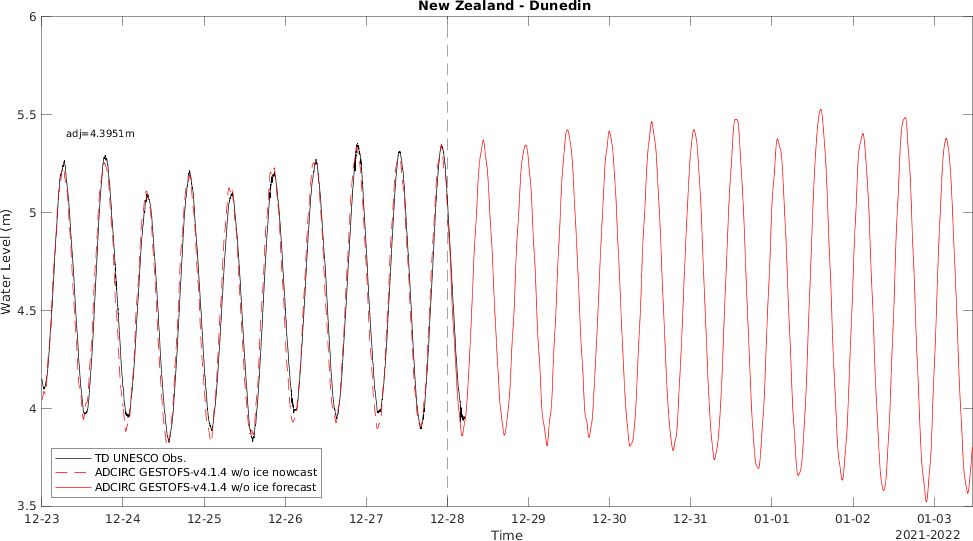 New Zealand - Dunedin
6
5.5
adj=4.3951m
5
Water Level (m)
4.5
4
TD UNESCO Obs.
ADCIRC GESTOFS-v4.1.4 w/o ice nowcast
ADCIRC GESTOFS-v4.1.4 w/o ice forecast
3.5
12-23 12-24 12-25 12-26 12-27 12-28 12-29 12-30 12-31 01-01 01-02 01-03
Time
2021-2022